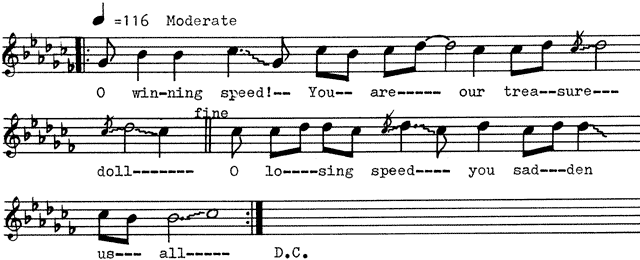 =116 Moderate
O win-ning speed!-- You-- are----- our trea--sure---
fine
doll------- O lo----sing speed---- you sad---den
us--- all----- D.C.